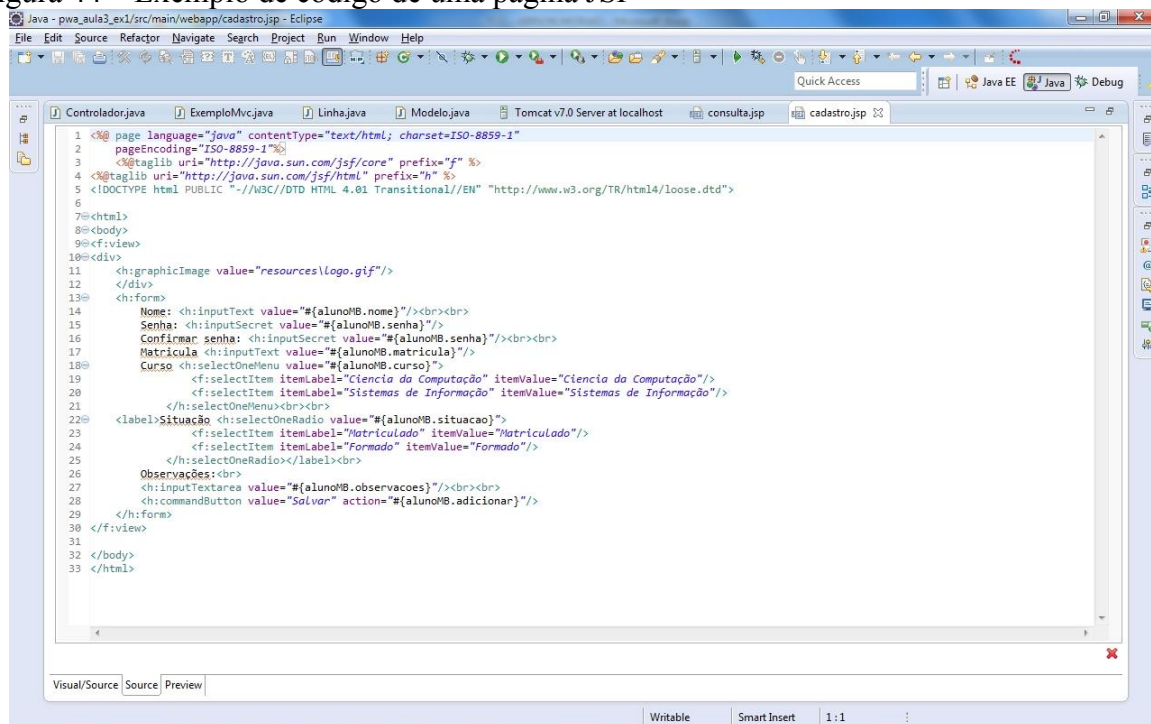 Figura 44 – Exemplo de código de uma página JSP
Java - pwa_aula3_ex1/src/main/webapp/cadastro.jsp - Eclipse
File Edit Source Refactor Navigate Search Project Run Window Help
Quick Access Java EE Java Debug
Controlador.java ExemploMvc.java Linha.java Modelo.java Tomcat v7.0 Server at localhost consulta.jsp cadastro.jsp
1 <%@ page language="java" contentType="text/html; charset=ISO-8859-1"
2 pageEncoding="ISO-8859-1"%>
3 <%@taglib uri="http://java.sun.com/jsf/core" prefix="f" %>
4 <%@taglib uri="http://java.sun.com/jsf/html" prefix="h" %>
5 <!DOCTYPE html PUBLIC "-//W3C//DTD HTML 4.01 Transitional//EN" "http://www.w3.org/TR/html4/loose.dtd">
6
7 <html>
8 <body>
9 <f:view>
10 <div>
11 <h:graphicImage value="resources\logo.gif"/>
12 </div>
13 <h:form>
14 Nome: <h:inputText value="#{alunoMB.nome}"/><br><br>
15 Senha: <h:inputSecret value="#{alunoMB.senha}"/>
16 Confirmar senha: <h:inputSecret value="#{alunoMB.senha}"/><br><br>
17 Matricula <h:inputText value="#{alunoMB.matricula}"/>
18 Curso <h:selectOneMenu value="#{alunoMB.curso}">
19 <f:selectItem itemLabel="Ciencia da Computação" itemValue="Ciencia da Computação"/>
20 <f:selectItem itemLabel="Sistemas de Informação" itemValue="Sistemas de Informação"/>
21 </h:selectOneMenu><br><br>
22 <label>Situação <h:selectOneRadio value="#{alunoMB.situacao}">
23 <f:selectItem itemLabel="Matriculado" itemValue="Matriculado"/>
24 <f:selectItem itemLabel="Formado" itemValue="Formado"/>
25 </h:selectOneRadio></label><br>
26 Observações:<br>
27 <h:inputTextarea value="#{alunoMB.observacoes}"/><br><br>
28 <h:commandButton value="Salvar" action="#{alunoMB.adicionar}"/>
29 </h:form>
30 </f:view>
31
32 </body>
33 </html>
Visual/Source Source Preview
Writable Smart Insert 1:1